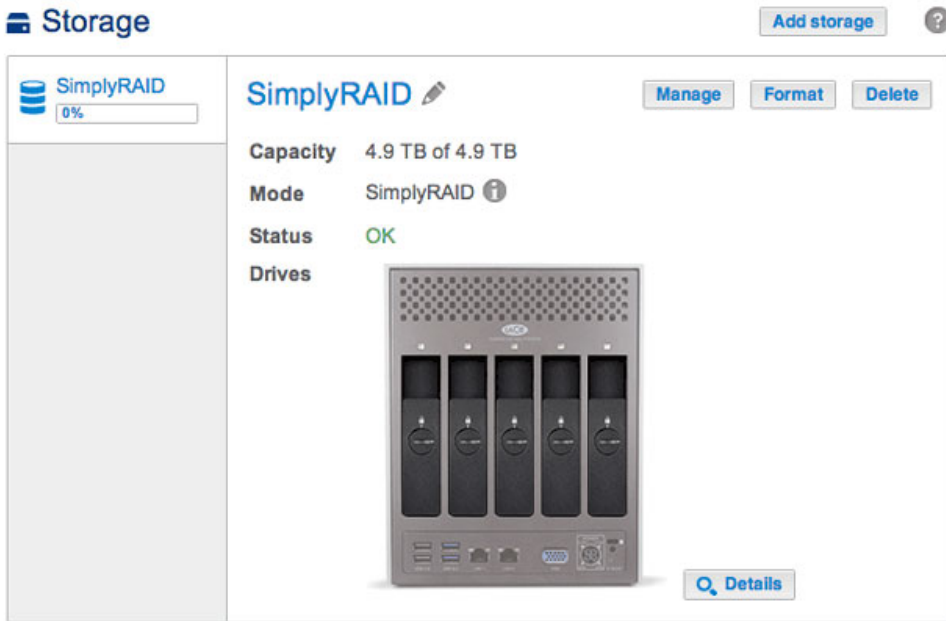 Storage
Add storage
?
SimplyRAID
0%
SimplyRAID
Manage
Format
Delete
Capacity 4.9 TB of 4.9 TB
Mode SimplyRAID i
Status OK
Drives
LACIE
Details